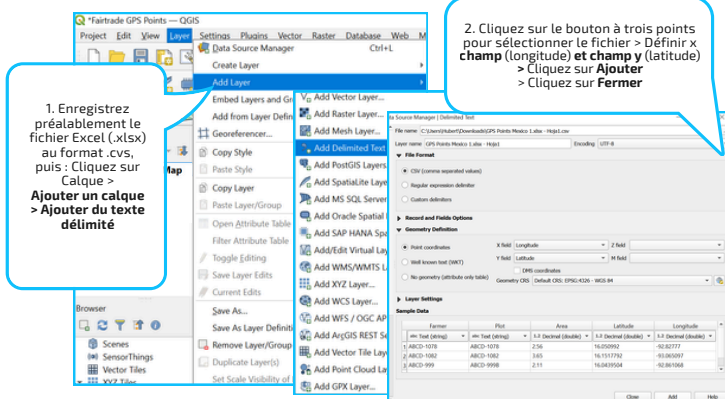 *Fairtrade GPS Points — QGIS
Project Edit View Layer Settings Plugins Vector Raster Database Web M
Data Source Manager Ctrl+L
Create Layer
Add Layer
Embed Layers and Gr
Add from Layer Defin
Georeferencer...
Copy Style
Paste Style
Copy Layer
Paste Layer/Group
Open Attribute Table
Filter Attribute Table
Toggle Editing
Save Layer Edits
Current Edits
Save As...
Save As Layer Definiti
Remove Layer/Group
Duplicate Layer(s)
Set Scale Visibility of
Map
Browser
Scenes
SensorThings
Vector Tiles
XYZ Tiles
1. Enregistrez
préalablement le
fichier Excel (.xlsx)
au format .cvs,
puis : Cliquez sur
Calque >
Ajouter un calque
> Ajouter du texte
délimité
Add Vector Layer...
Add Raster Layer...
Add Mesh Layer...
Add Delimited Text
Add PostGIS Layers
Add SpatiaLite Laye
Add MS SQL Server
Add Oracle Spatial
Add SAP HANA Spa
Add/Edit Virtual Lay
Add WMS/WMTS L
Add XYZ Layer...
Add WCS Layer...
Add WFS / OGC AP
Add ArcGIS REST Se
Add Vector Tile Lay
Add Point Cloud La
Add GPX Layer...
2. Cliquez sur le bouton à trois points
pour sélectionner le fichier > Définir x
champ (longitude) et champ y (latitude)
> Cliquez sur Ajouter
> Cliquez sur Fermer
a Source Manager | Delimited Text
File name C:\Users\Hubert\Downloads\GPS Points Mexico 1.xlsx - Hoja1.csv
Layer name GPS Points Mexico 1.xlsx - Hoja1 Encoding UTF-8
File Format
CSV (comma separated values)
Regular expression delimiter
Custom delimiters
Record and Fields Options
Geometry Definition
Point coordinates X field Longitude Z field
Well known text (WKT) Y field Latitude M field
DMS coordinates
No geometry (attribute only table) Geometry CRS Default CRS: EPSG:4326 - WGS 84
Layer Settings
Sample Data
Farmer Plot Area Latitude Longitude
abc Text (string) abc Text (string) 1.2 Decimal (double) 1.2 Decimal (double) 1.2 Decimal (double)
1 ABCD-1078 ABCD-1078 2.56 16.050992 -92.82777
2 ABCD-1082 ABCD-1082 3.65 16.1517792 -93.065097
3 ABCD-999 ABCD-9998 2.11 16.0439504 -92.861068
Close Add Help